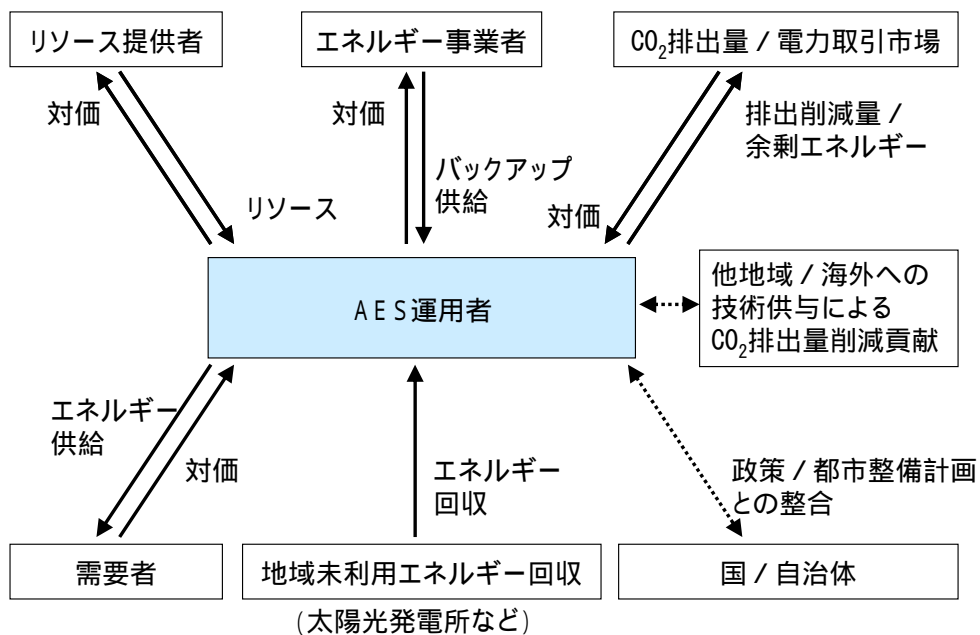 リソース提供者
エネルギー事業者
CO₂排出量／電力取引市場
対価
対価
排出削減量／
余剰エネルギー
バックアップ
供給
リソース
対価
AES運用者
他地域／海外への
技術供与による
CO₂排出量削減貢献
エネルギー
供給
対価
エネルギー
回収
政策／都市整備計画
との整合
需要者
地域未利用エネルギー回収
国／自治体
(太陽光発電所など)